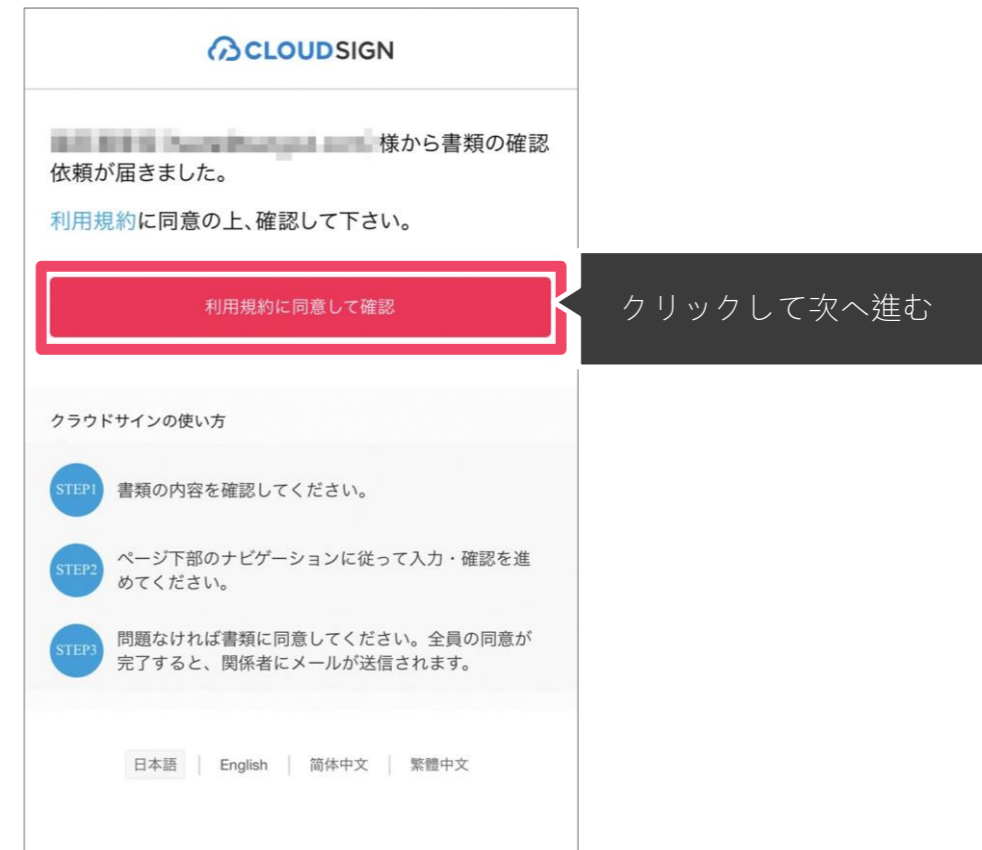 CLOUDSIGN
様から書類の確認
依頼が届きました。
利用規約に同意の上、確認して下さい。
利用規約に同意して確認
クリックして次へ進む
クラウドサインの使い方
STEP1 書類の内容を確認してください。
STEP2 ページ下部のナビゲーションに従って入力・確認を進
めてください。
STEP3 問題なければ書類に同意してください。全員の同意が
完了すると、関係者にメールが送信されます。
日本語 | English | 简体中文 | 繁體中文